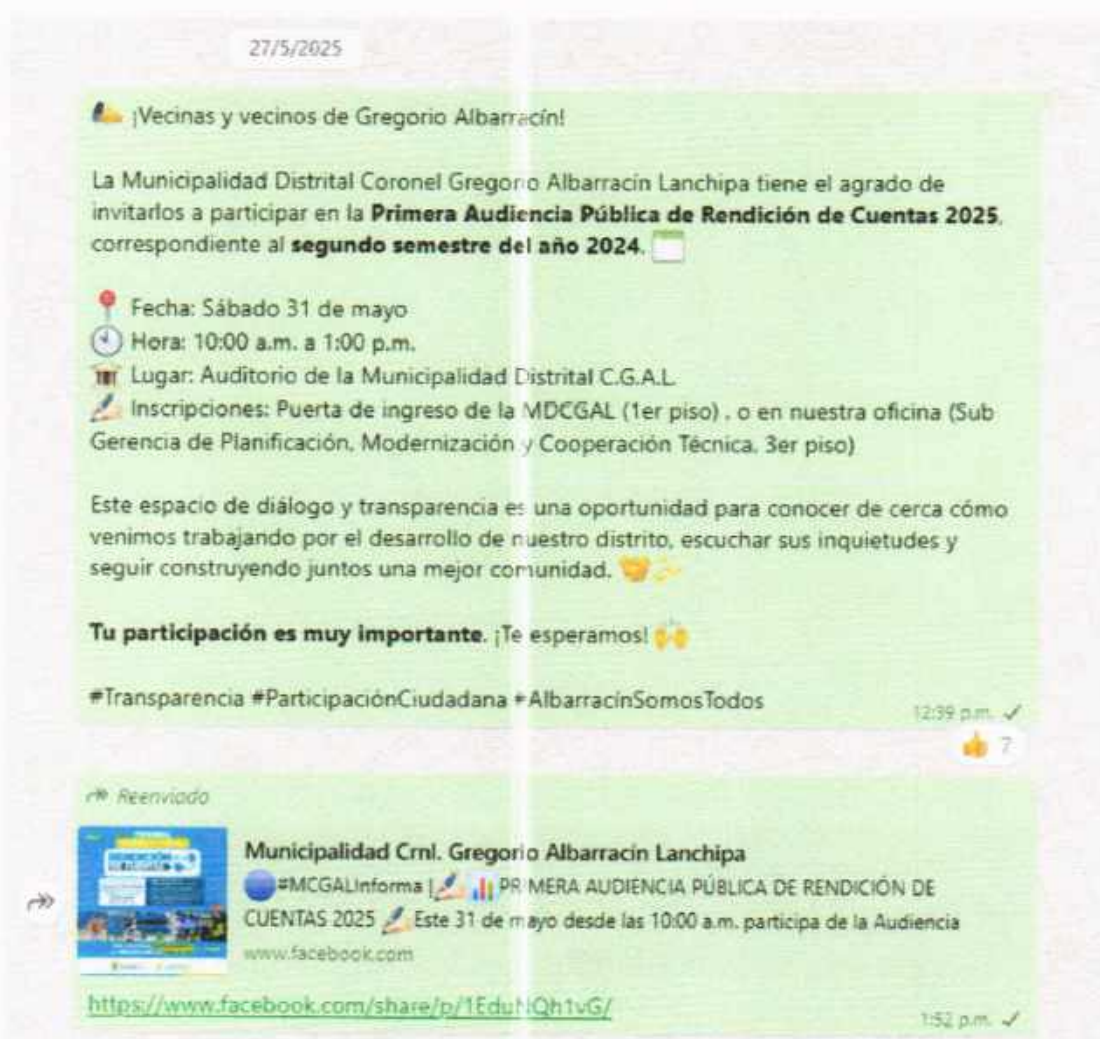 27/5/2025
¡Vecinas y vecinos de Gregorio Albarracín!
La Municipalidad Distrital Coronel Gregorio Albarracín Lanchipa tiene el agrado de
invitarlos a participar en la Primera Audiencia Pública de Rendición de Cuentas 2025,
correspondiente al segundo semestre del año 2024.
Fecha: Sábado 31 de mayo
Hora: 10:00 a.m. a 1:00 p.m.
Lugar: Auditorio de la Municipalidad Distrital C.G.A.L.
Inscripciones: Puerta de ingreso de la MDCGAL (1er piso) , o en nuestra oficina (Sub
Gerencia de Planificación, Modernización y Cooperación Técnica, 3er piso)
Este espacio de diálogo y transparencia es una oportunidad para conocer de cerca cómo
venimos trabajando por el desarrollo de nuestro distrito, escuchar sus inquietudes y
seguir construyendo juntos una mejor comunidad.
Tu participación es muy importante. ¡Te esperamos!
#Transparencia #ParticipaciónCiudadana #AlbarracínSomosTodos
12:39 p.m.
7
Reenviado
Municipalidad Crnl. Gregorio Albarracin Lanchipa
#MCGALInforma | PRIMERA AUDIENCIA PÚBLICA DE RENDICIÓN DE
CUENTAS 2025 Este 31 de mayo desde las 10:00 a.m. participa de la Audiencia
www.facebook.com
https://www.facebook.com/share/p/1EduNQh1vG/
1:52 p.m.